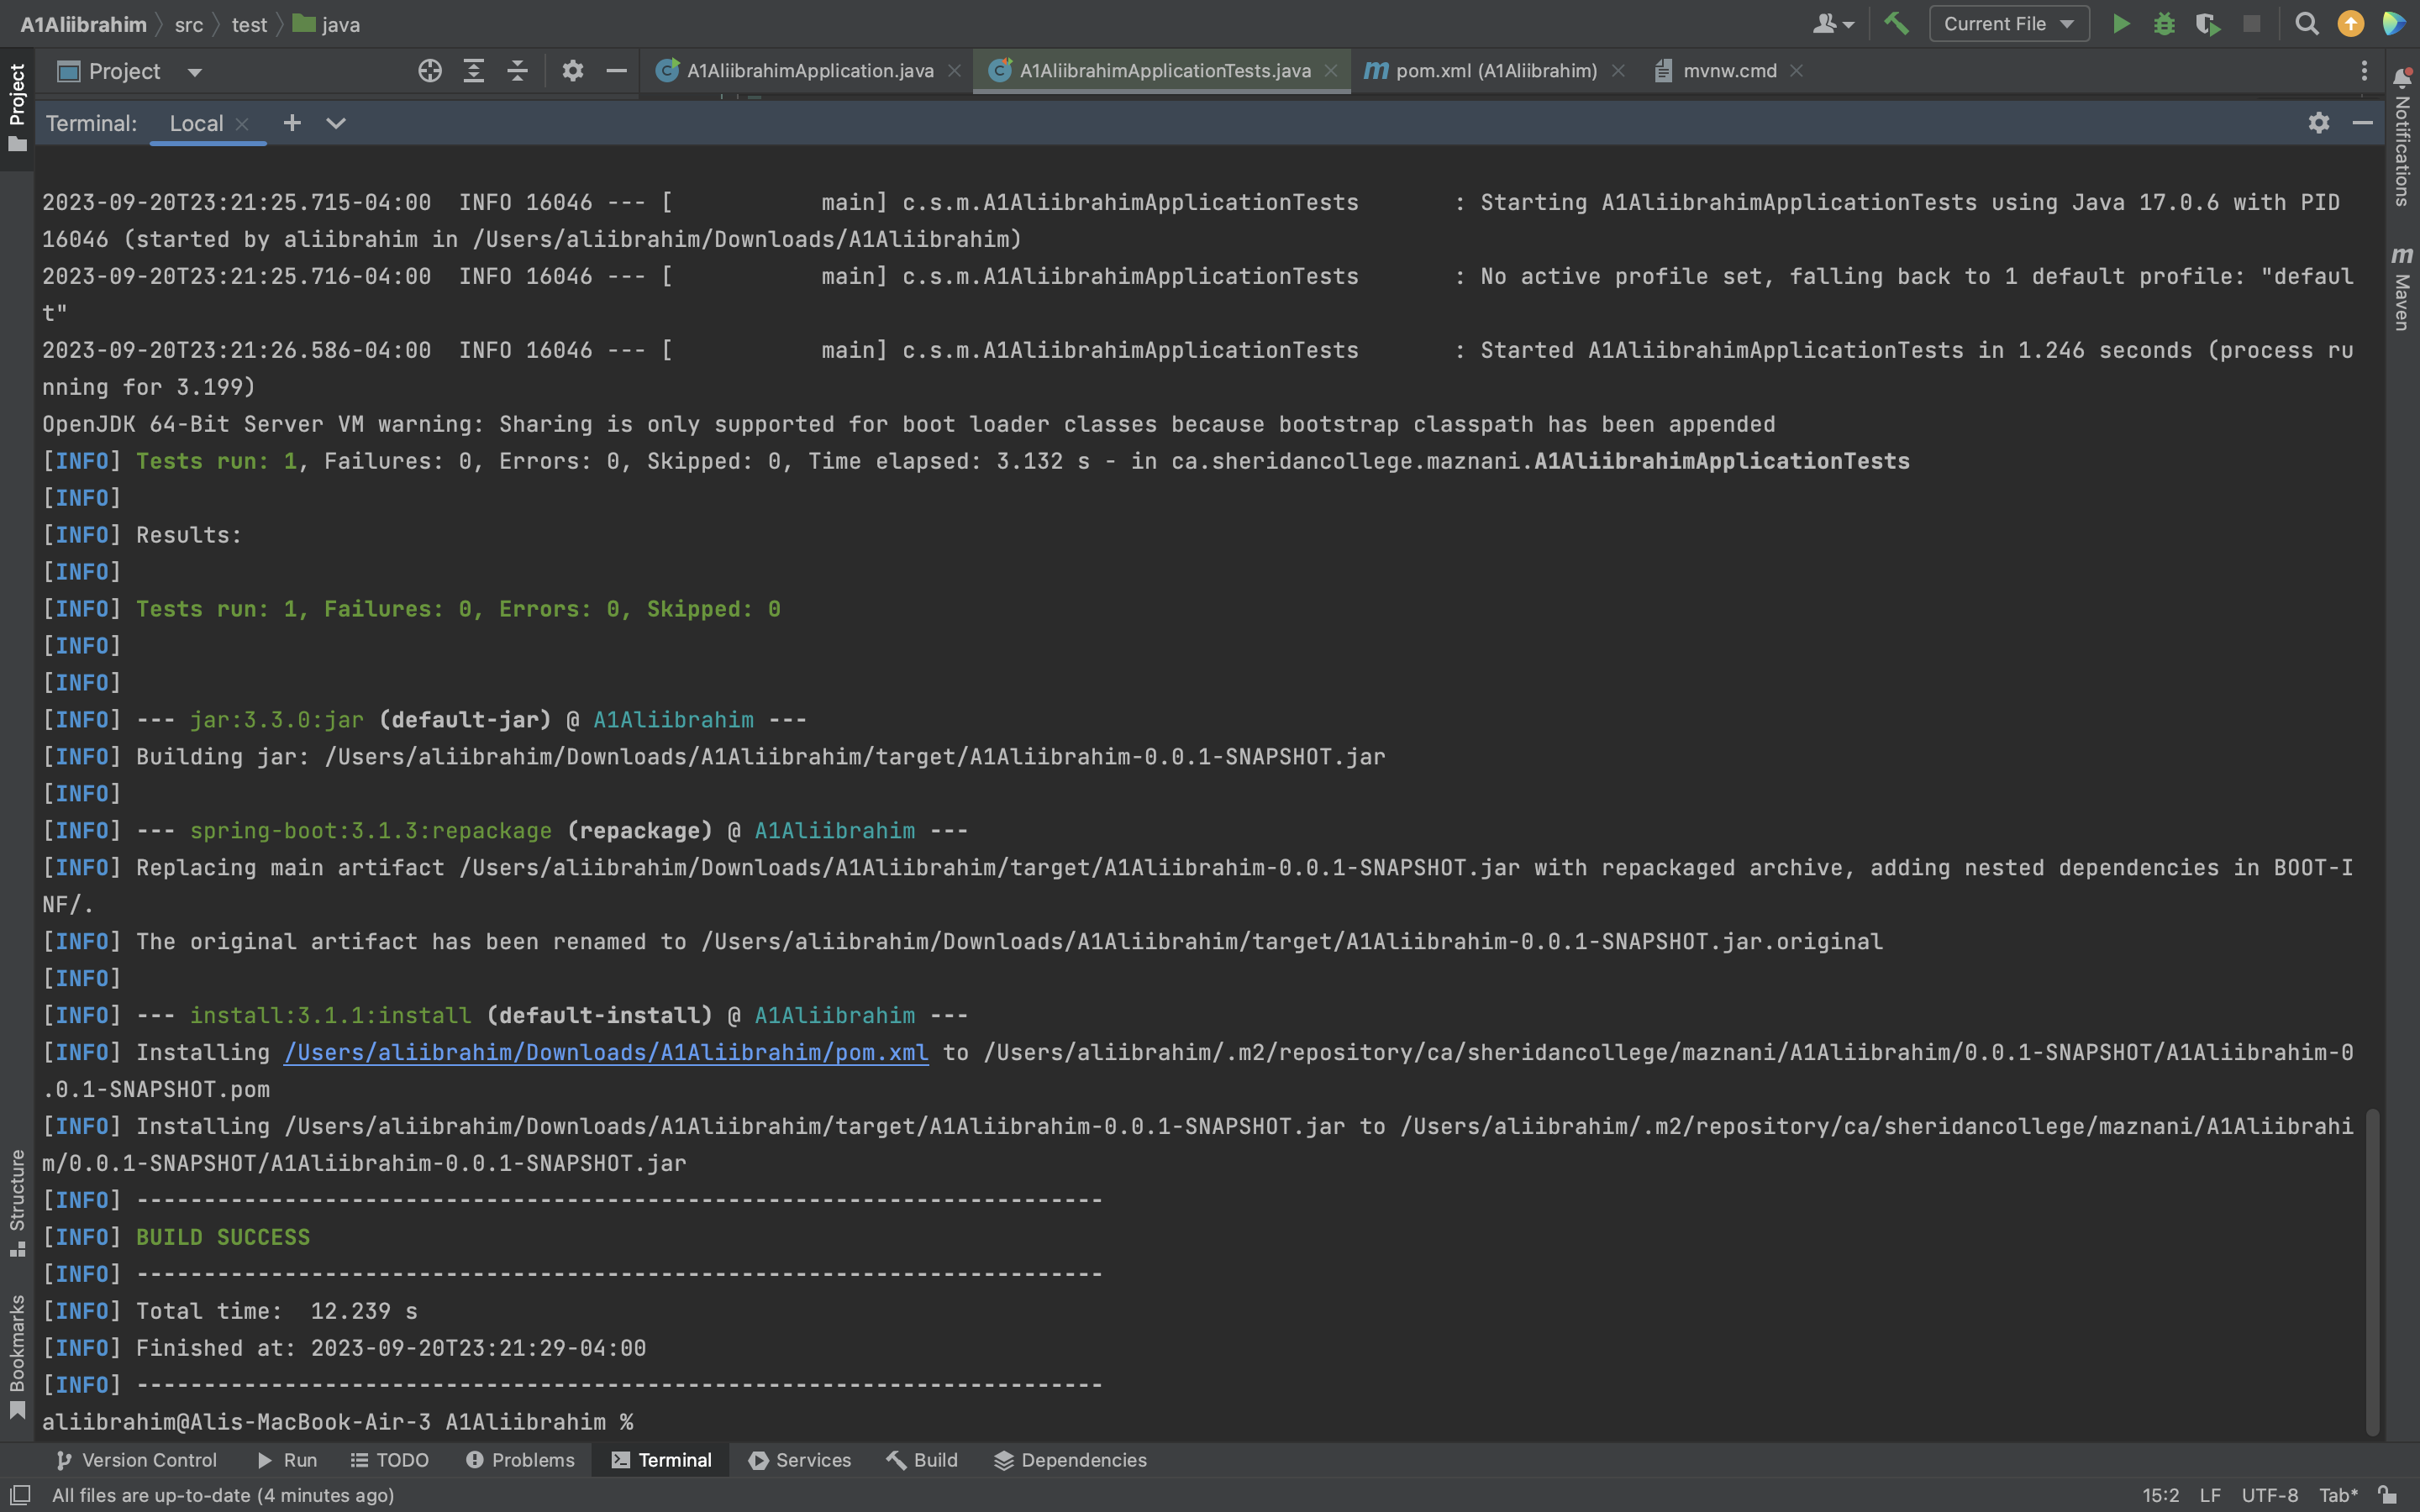 A1Aliibrahim src test java
Current File
Project
A1AliibrahimApplication.java
A1AliibrahimApplicationTests.java
pom.xml (A1Aliibrahim)
mvnw.cmd
Project
Notifications
Maven
Terminal: Local
2023-09-20T23:21:25.715-04:00  INFO 16046 --- [           main] c.s.m.A1AliibrahimApplicationTests       : Starting A1AliibrahimApplicationTests using Java 17.0.6 with PID
16046 (started by aliibrahim in /Users/aliibrahim/Downloads/A1Aliibrahim)
2023-09-20T23:21:25.716-04:00  INFO 16046 --- [           main] c.s.m.A1AliibrahimApplicationTests       : No active profile set, falling back to 1 default profile: "defaul
t"
2023-09-20T23:21:26.586-04:00  INFO 16046 --- [           main] c.s.m.A1AliibrahimApplicationTests       : Started A1AliibrahimApplicationTests in 1.246 seconds (process ru
nning for 3.199)
OpenJDK 64-Bit Server VM warning: Sharing is only supported for boot loader classes because bootstrap classpath has been appended
[INFO] Tests run: 1, Failures: 0, Errors: 0, Skipped: 0, Time elapsed: 3.132 s - in ca.sheridancollege.maznani.A1AliibrahimApplicationTests
[INFO]
[INFO] Results:
[INFO]
[INFO] Tests run: 1, Failures: 0, Errors: 0, Skipped: 0
[INFO]
[INFO]
[INFO] --- jar:3.3.0:jar (default-jar) @ A1Aliibrahim ---
[INFO] Building jar: /Users/aliibrahim/Downloads/A1Aliibrahim/target/A1Aliibrahim-0.0.1-SNAPSHOT.jar
[INFO]
[INFO] --- spring-boot:3.1.3:repackage (repackage) @ A1Aliibrahim ---
[INFO] Replacing main artifact /Users/aliibrahim/Downloads/A1Aliibrahim/target/A1Aliibrahim-0.0.1-SNAPSHOT.jar with repackaged archive, adding nested dependencies in BOOT-I
NF/.
[INFO] The original artifact has been renamed to /Users/aliibrahim/Downloads/A1Aliibrahim/target/A1Aliibrahim-0.0.1-SNAPSHOT.jar.original
[INFO]
[INFO] --- install:3.1.1:install (default-install) @ A1Aliibrahim ---
[INFO] Installing /Users/aliibrahim/Downloads/A1Aliibrahim/pom.xml to /Users/aliibrahim/.m2/repository/ca/sheridancollege/maznani/A1Aliibrahim/0.0.1-SNAPSHOT/A1Aliibrahim-0
.0.1-SNAPSHOT.pom
[INFO] Installing /Users/aliibrahim/Downloads/A1Aliibrahim/target/A1Aliibrahim-0.0.1-SNAPSHOT.jar to /Users/aliibrahim/.m2/repository/ca/sheridancollege/maznani/A1Aliibrahi
m/0.0.1-SNAPSHOT/A1Aliibrahim-0.0.1-SNAPSHOT.jar
[INFO] ------------------------------------------------------------------------
[INFO] BUILD SUCCESS
[INFO] ------------------------------------------------------------------------
[INFO] Total time:  12.239 s
[INFO] Finished at: 2023-09-20T23:21:29-04:00
[INFO] ------------------------------------------------------------------------
aliibrahim@Alis-MacBook-Air-3 A1Aliibrahim %
Structure
Bookmarks
Version Control Run TODO Problems Terminal Services Build Dependencies
All files are up-to-date (4 minutes ago)
15:2 LF UTF-8 Tab*